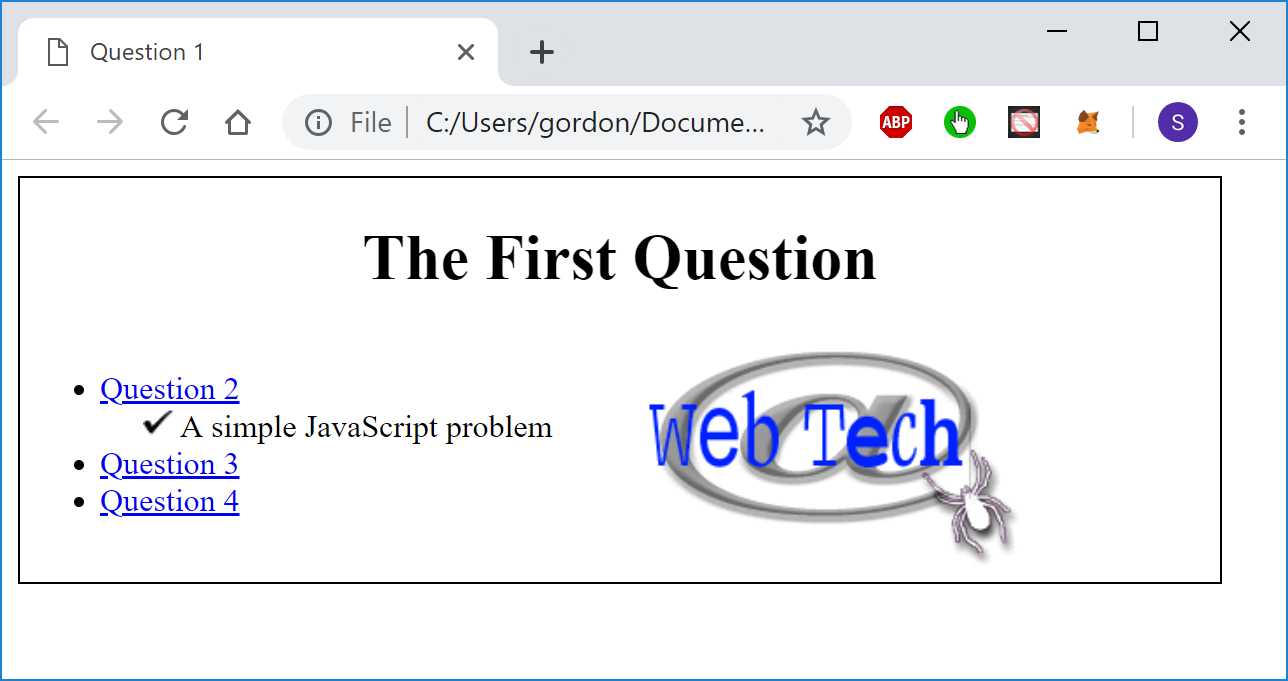 Question 1
File C:/Users/gordon/Docume...
ABP
S
The First Question
Question 2
A simple JavaScript problem
Question 3
Question 4
Web Tech